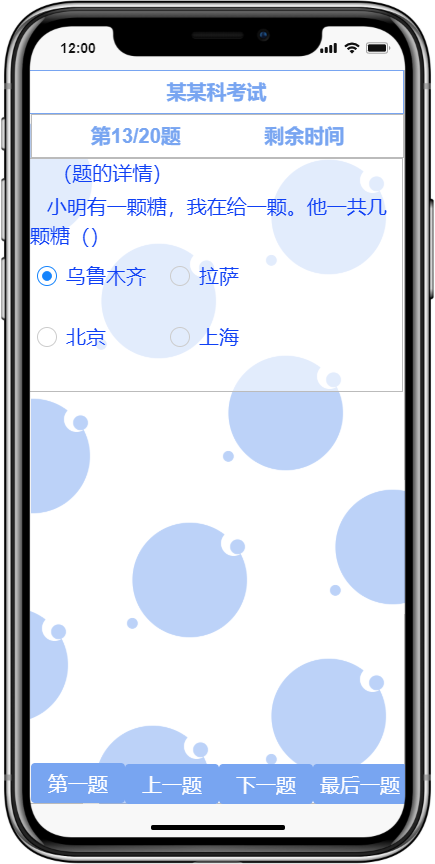 12:00
某某科考试
第13/20题 剩余时间
（题的详情）
小明有一颗糖，我在给一颗。他一共几
颗糖（）
乌鲁木齐 拉萨
北京 上海
第一题 上一题 下一题 最后一题